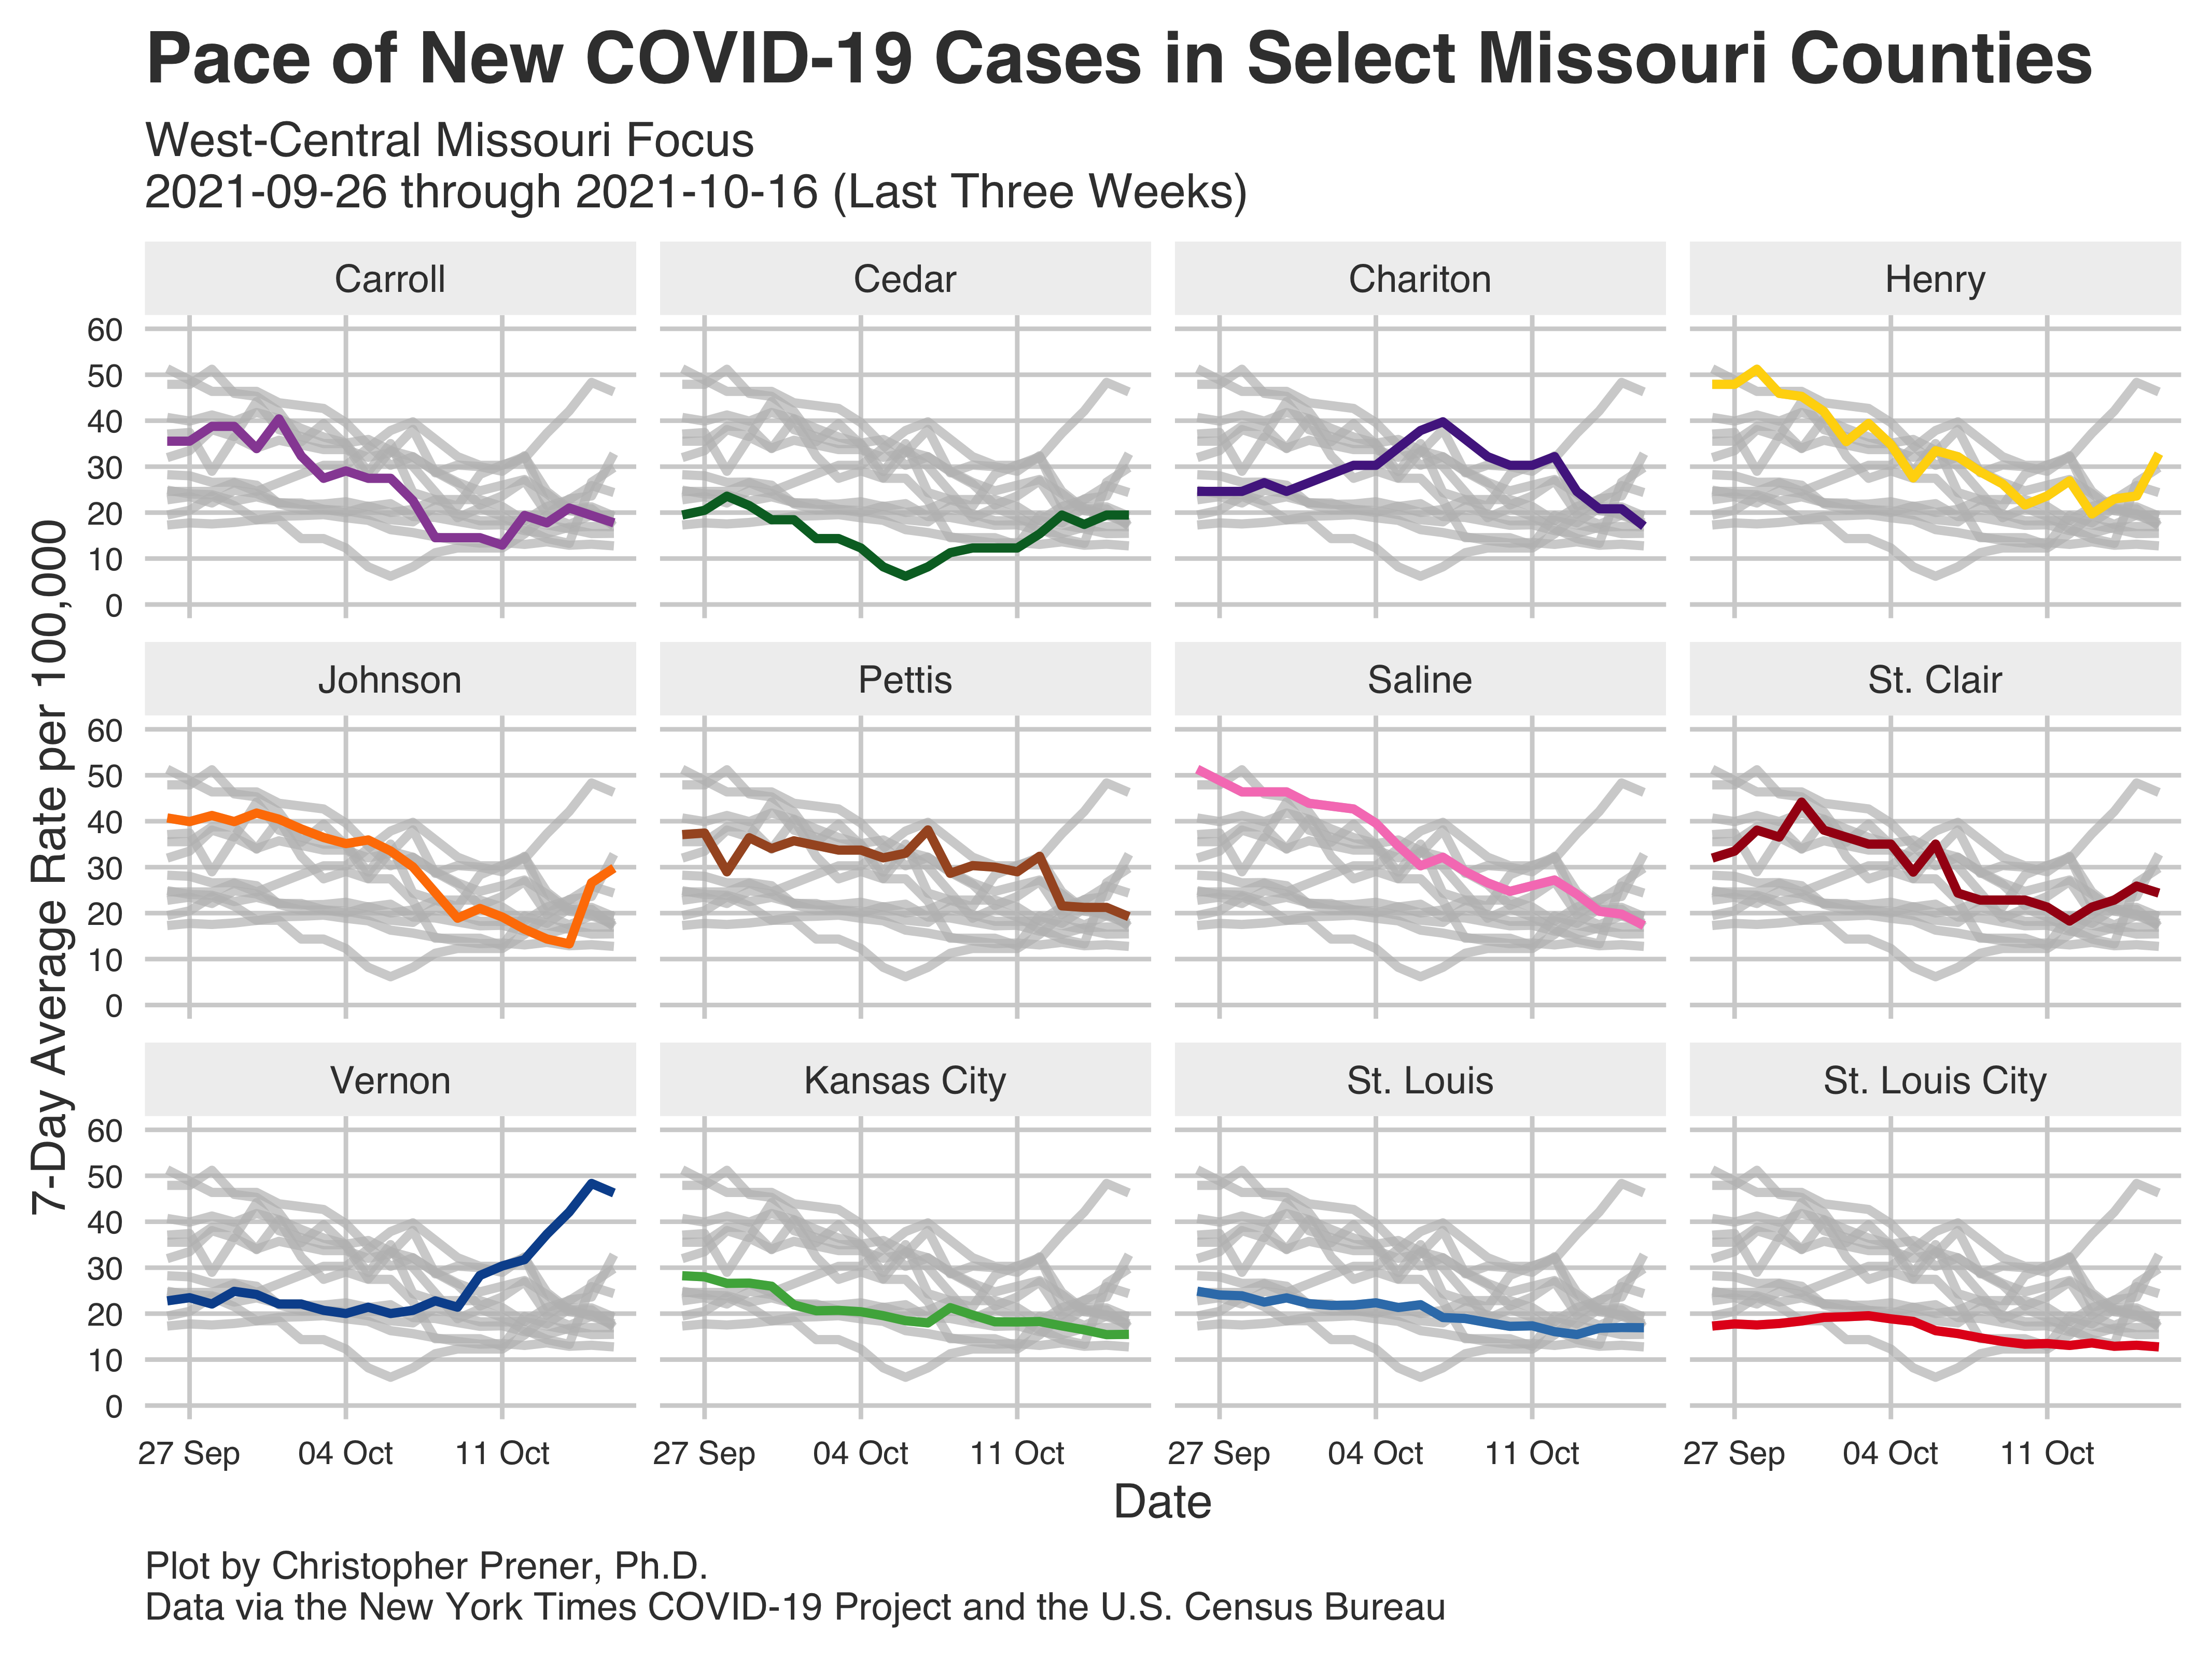 Pace of New COVID-19 Cases in Select Missouri Counties
West-Central Missouri Focus
2021-09-26 through 2021-10-16 (Last Three Weeks)
Carroll
Cedar
Chariton
Henry
60
50
40
30
20
10
0
Johnson
Pettis
Saline
St. Clair
60
50
40
30
20
10
0
Vernon
Kansas City
St. Louis
St. Louis City
60
50
40
30
20
10
0
7-Day Average Rate per 100,000
27 Sep 04 Oct 11 Oct
27 Sep 04 Oct 11 Oct
27 Sep 04 Oct 11 Oct
27 Sep 04 Oct 11 Oct
Date
Plot by Christopher Prener, Ph.D.
Data via the New York Times COVID-19 Project and the U.S. Census Bureau